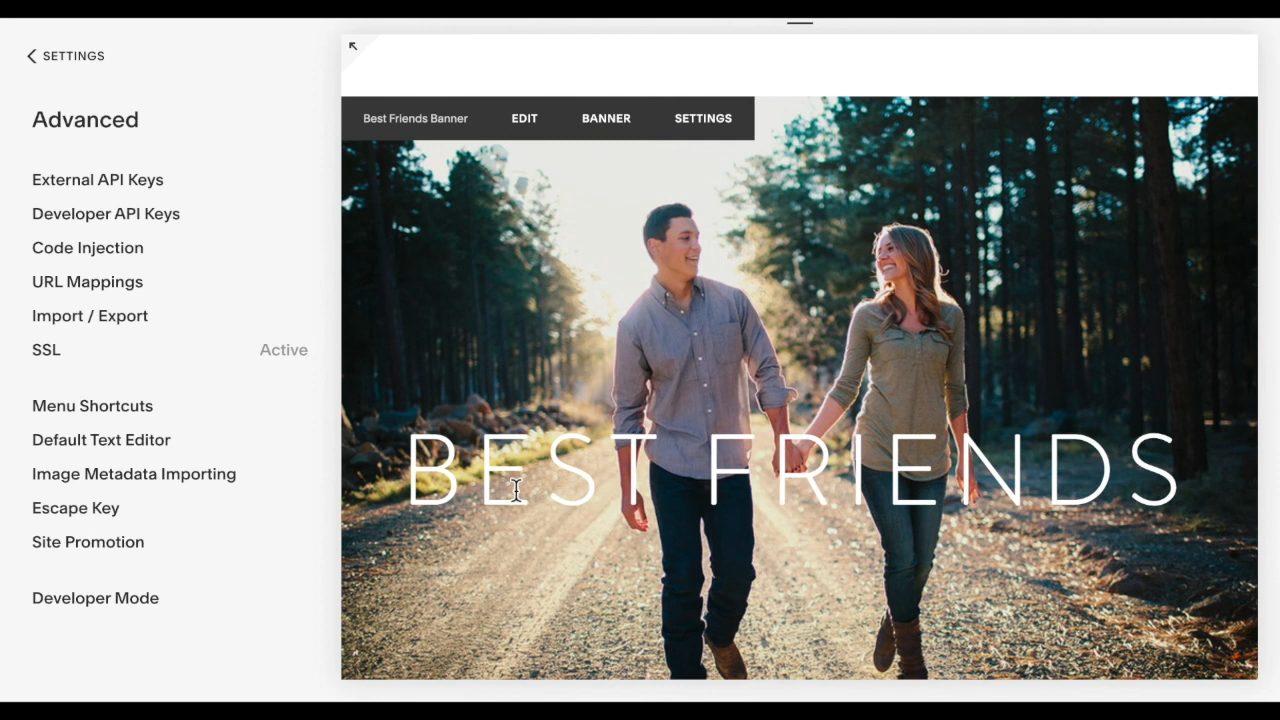 SETTINGS
Advanced
External API Keys
Developer API Keys
Code Injection
URL Mappings
Import / Export
SSL Active
Menu Shortcuts
Default Text Editor
Image Metadata Importing
Escape Key
Site Promotion
Developer Mode
Best Friends Banner EDIT BANNER SETTINGS
BEST FRIENDS